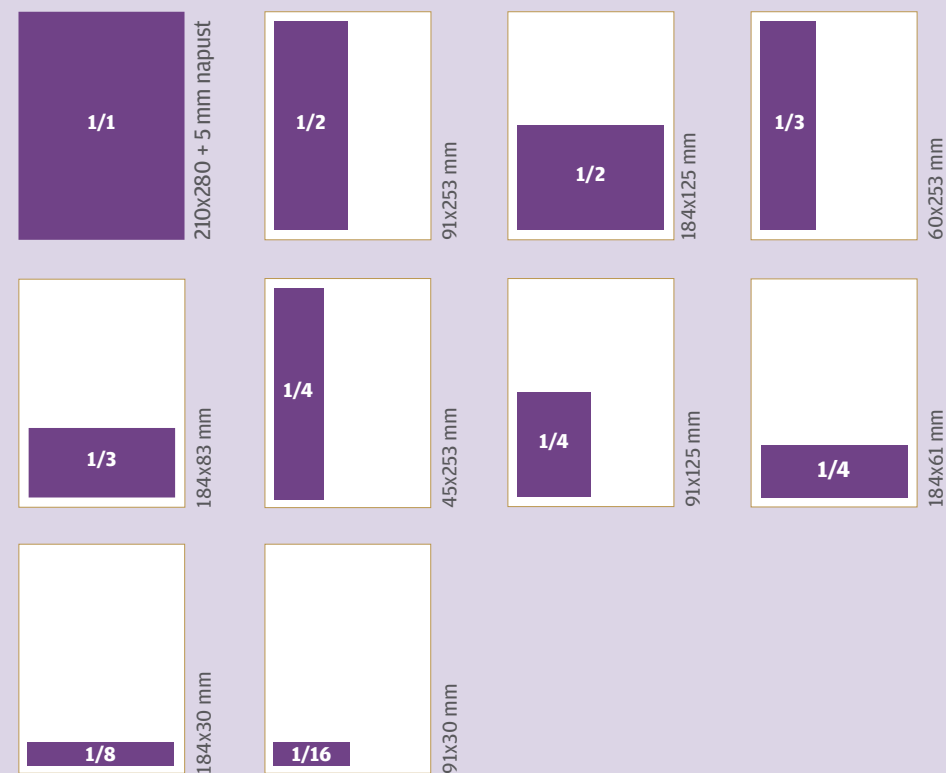 1/1
210x280 + 5 mm napust
1/2
91x253 mm
1/2
184x125 mm
1/3
60x253 mm
1/3
184x83 mm
1/4
45x253 mm
1/4
91x125 mm
1/4
184x61 mm
1/8
184x30 mm
1/16
91x30 mm